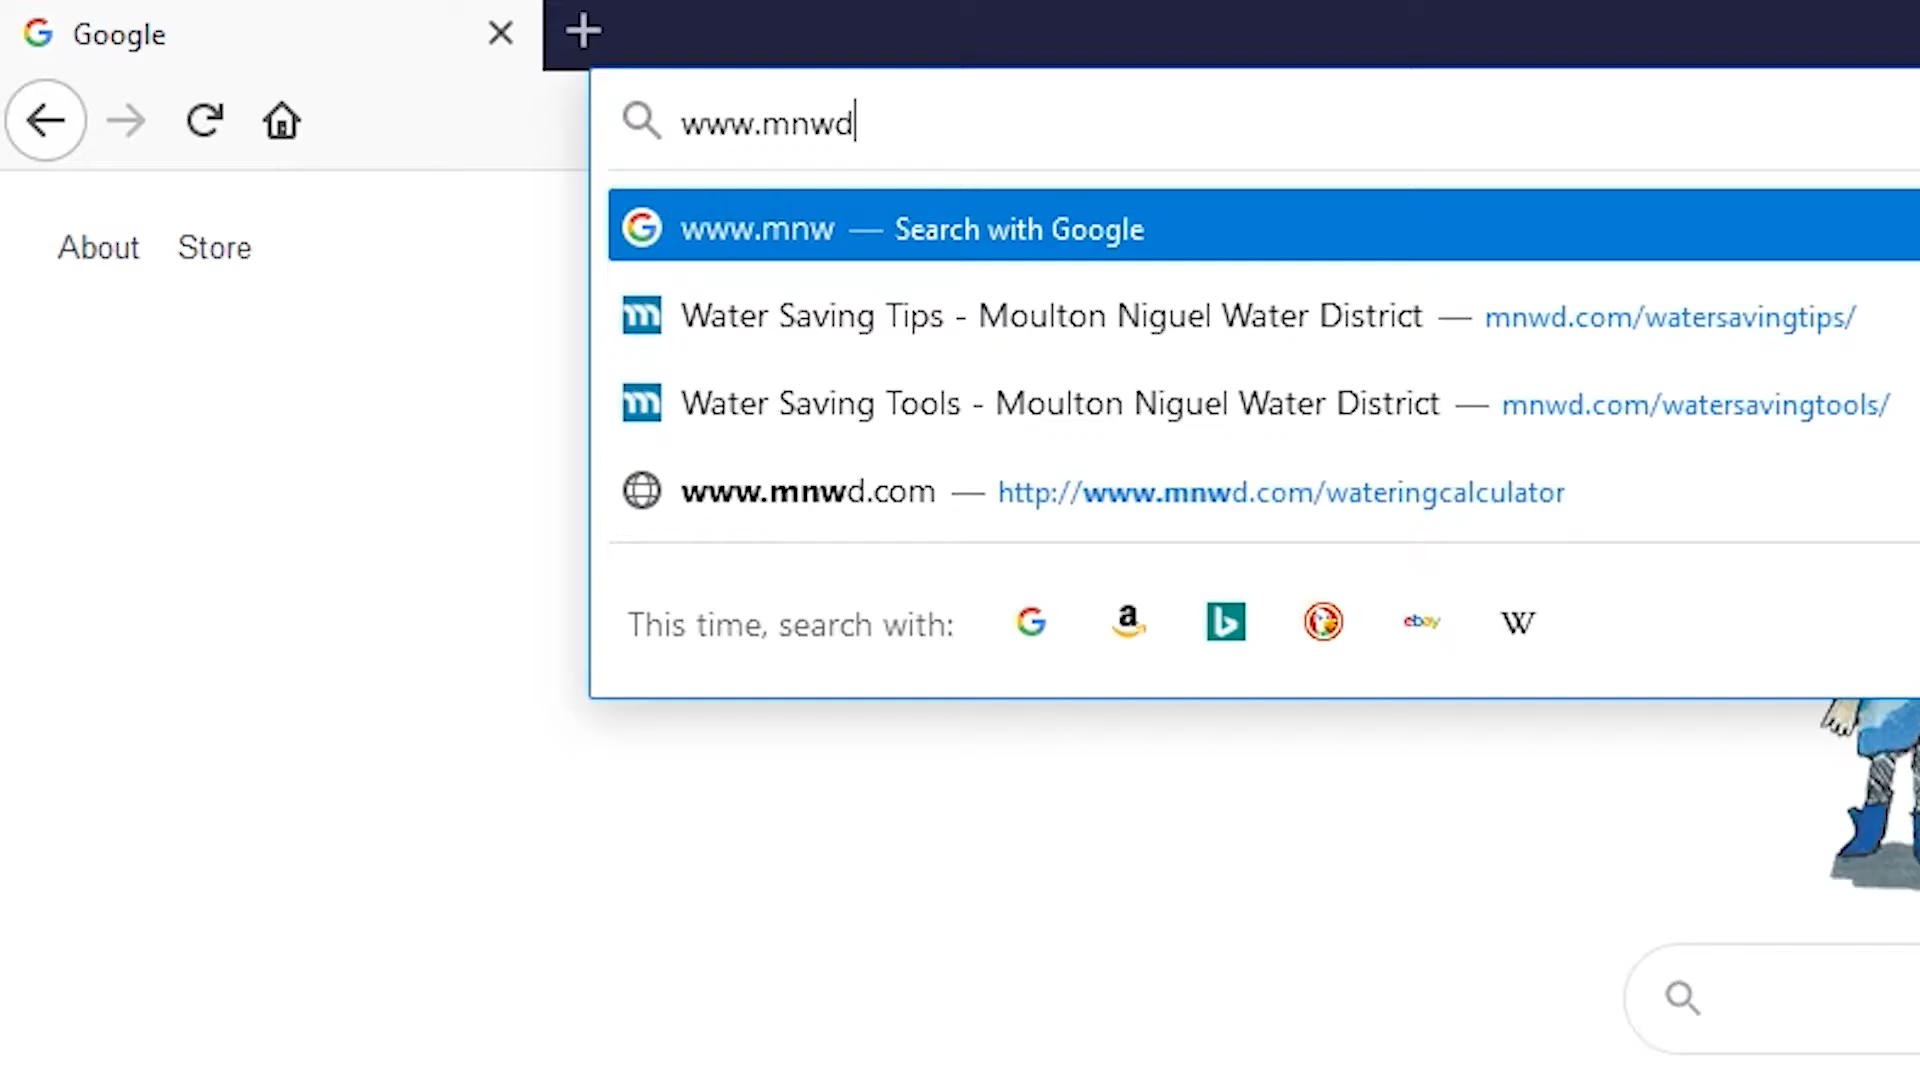 Google
www.mnwd
www.mnw — Search with Google
About Store
Water Saving Tips - Moulton Niguel Water District — mnwd.com/watersavingtips/
Water Saving Tools - Moulton Niguel Water District — mnwd.com/watersavingtools/
www.mnwd.com — http://www.mnwd.com/wateringcalculator
This time, search with: G a b ebay W